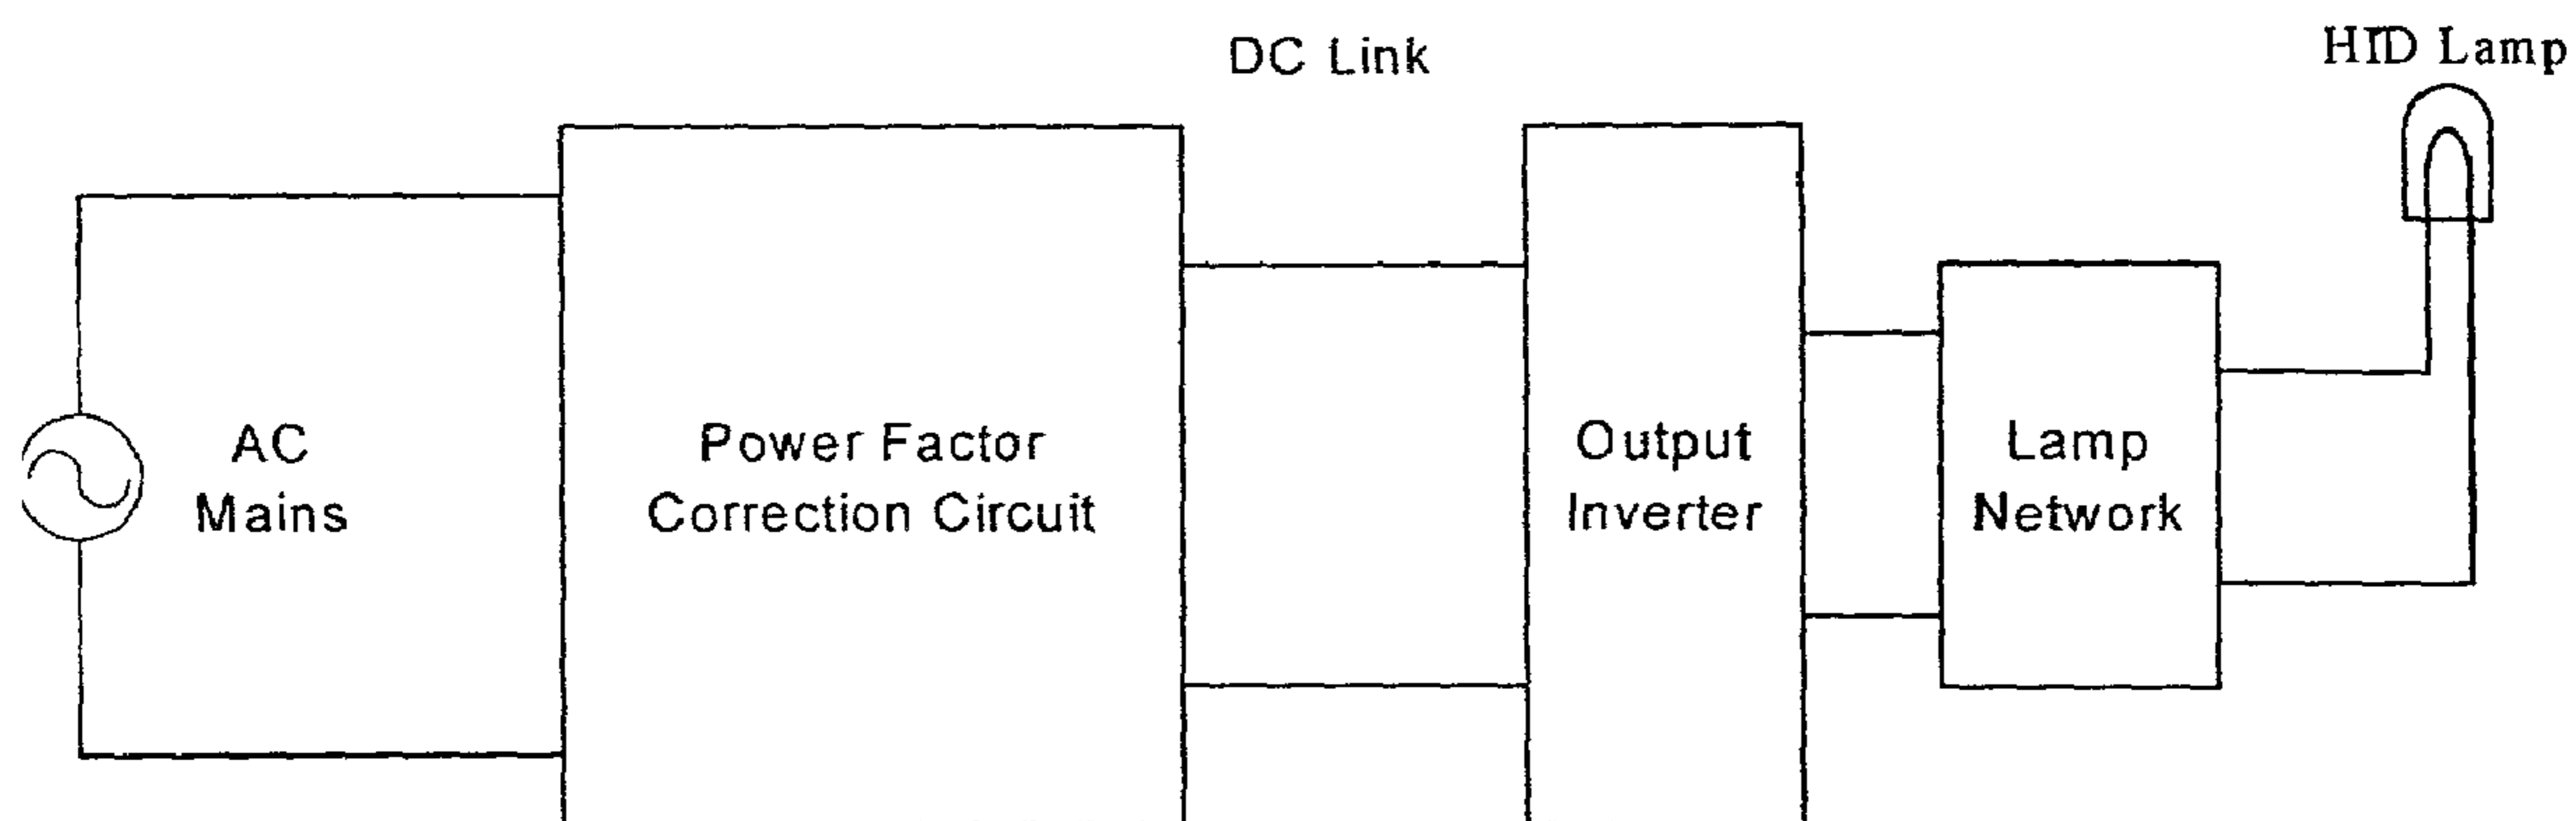 DC Link
HID Lamp
AC
Mains
Power Factor
Correction Circuit
Output
Inverter
Lamp
Network